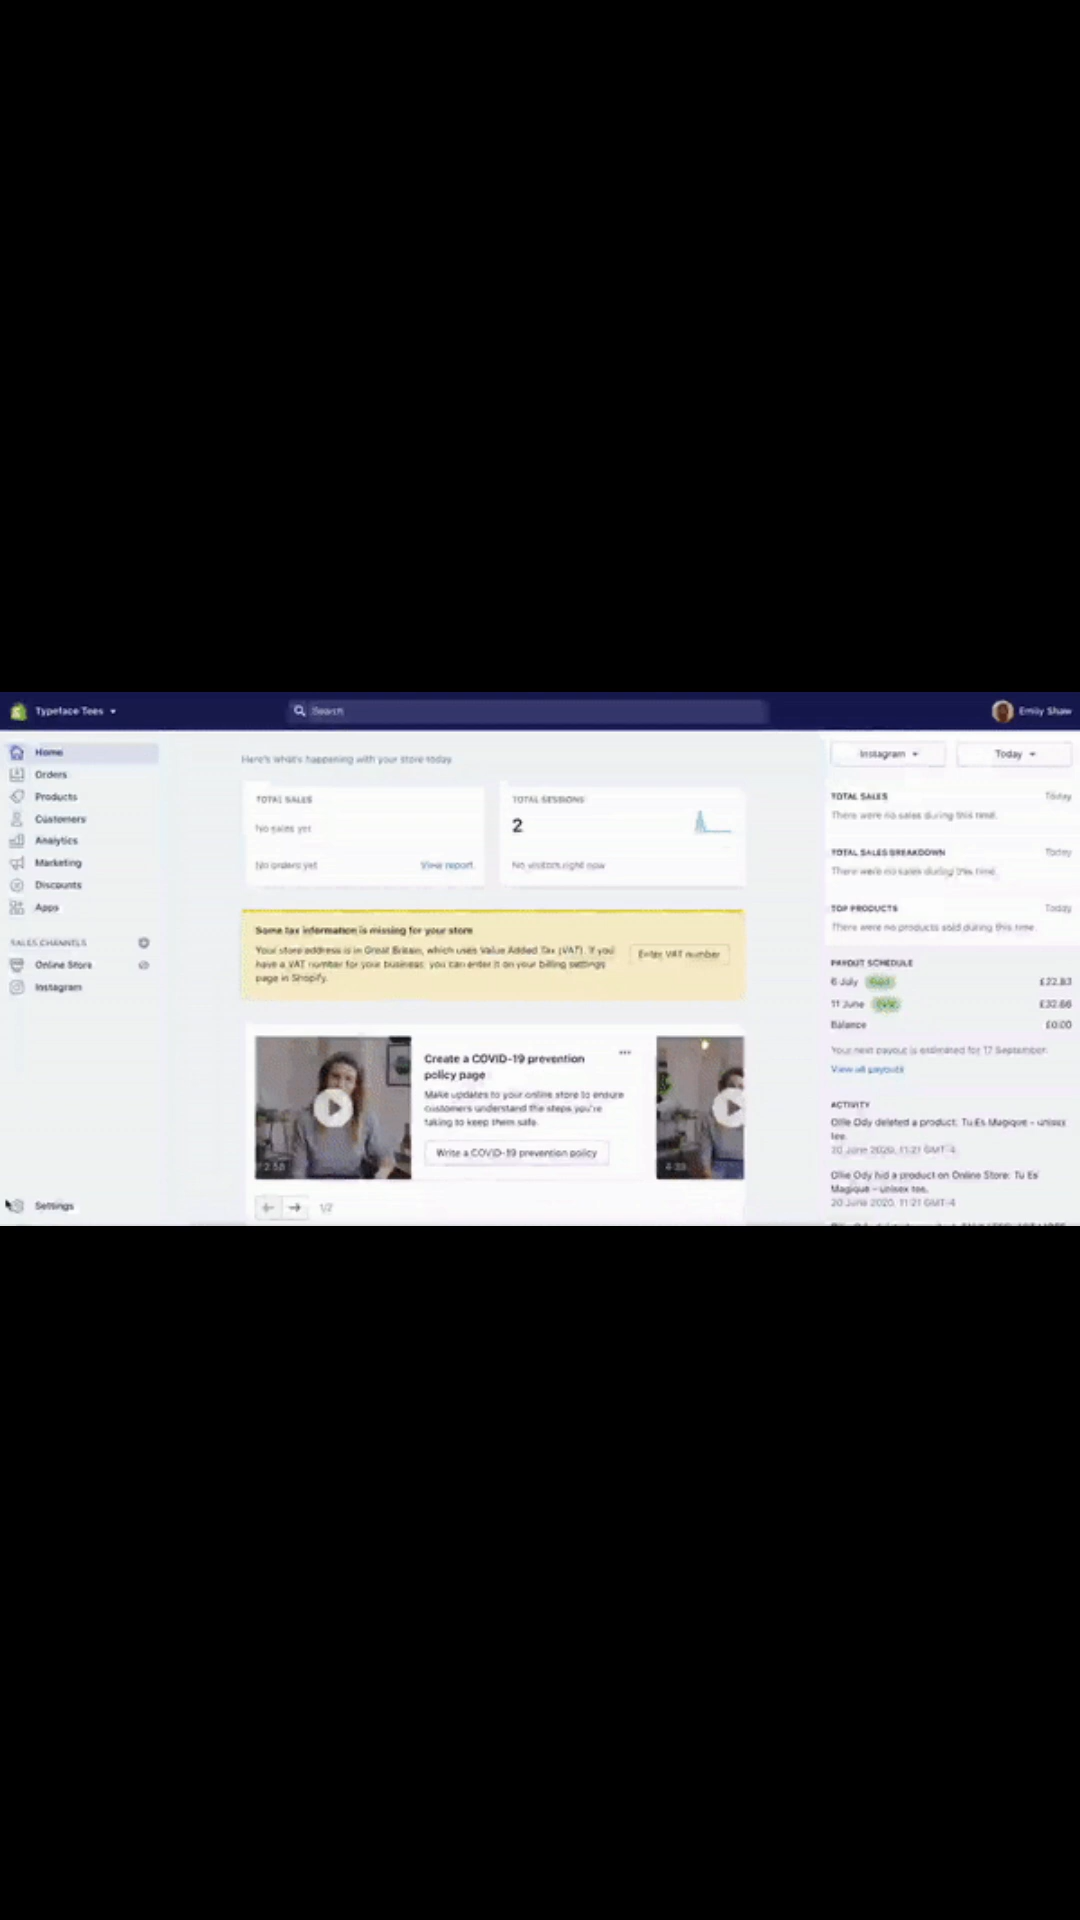 Typeface Tees
Search
Emily Shaw
Home
Orders
Products
Customers
Analytics
Marketing
Discounts
Apps
SALES CHANNELS
Online Store
Instagram
Settings
Here's what's happening with your store today.
TOTAL SALES
No sales yet
No orders yet
View report
TOTAL SESSIONS
2
No visitors right now
Some tax information is missing for your store
Your store address is in Great Britain, which uses Value Added Tax (VAT). If you
have a VAT number for your business, you can enter it on your billing settings
page in Shopify.
Enter VAT number
2:58
Create a COVID-19 prevention
policy page
Make updates to your online store to ensure
customers understand the steps you're
taking to keep them safe.
Write a COVID-19 prevention policy
4:39
1/2
Instagram
Today
TOTAL SALES Today
There were no sales during this time.
TOTAL SALES BREAKDOWN Today
There were no sales during this time.
TOP PRODUCTS Today
There were no products sold during this time.
PAYOUT SCHEDULE
6 July £22.83
11 June £32.66
Balance £0.00
Your next payout is estimated for 17 September.
View all payouts
ACTIVITY
Ollie Ody deleted a product: Tu Es Magique - unisex
tee.
20 June 2020, 11:21 GMT-4
Ollie Ody hid a product on Online Store: Tu Es
Magique - unisex tee.
20 June 2020, 11:21 GMT-4